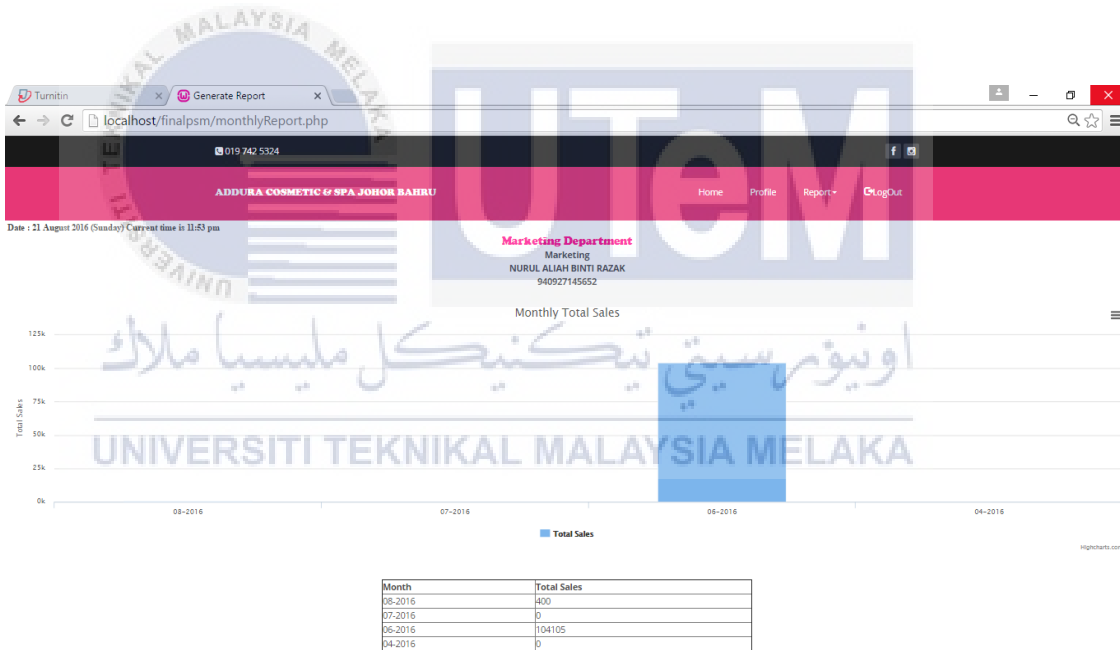 UNIVERSITI TEKNIKAL MALAYSIA MELAKA
UTeM
Turnitin
Generate Report
localhost/finalpsm/monthlyReport.php
019 742 5324
ADDURA COSMETIC & SPA JOHOR BAHRU
Home Profile Report LogOut
Date : 21 August 2016 (Sunday) Current time is 11:53 pm
Marketing Department
Marketing
NURUL ALIAH BINTI RAZAK
940927145652
Monthly Total Sales
125k
100k
75k
50k
25k
0k
Total Sales
اونيۏرسيتي تيكنيكل مليسيا ملاك
UNIVERSITI TEKNIKAL MALAYSIA MELAKA
08-2016 07-2016 06-2016 04-2016
Total Sales
Highcharts.com
Month Total Sales
08-2016 400
07-2016 0
06-2016 104105
04-2016 0